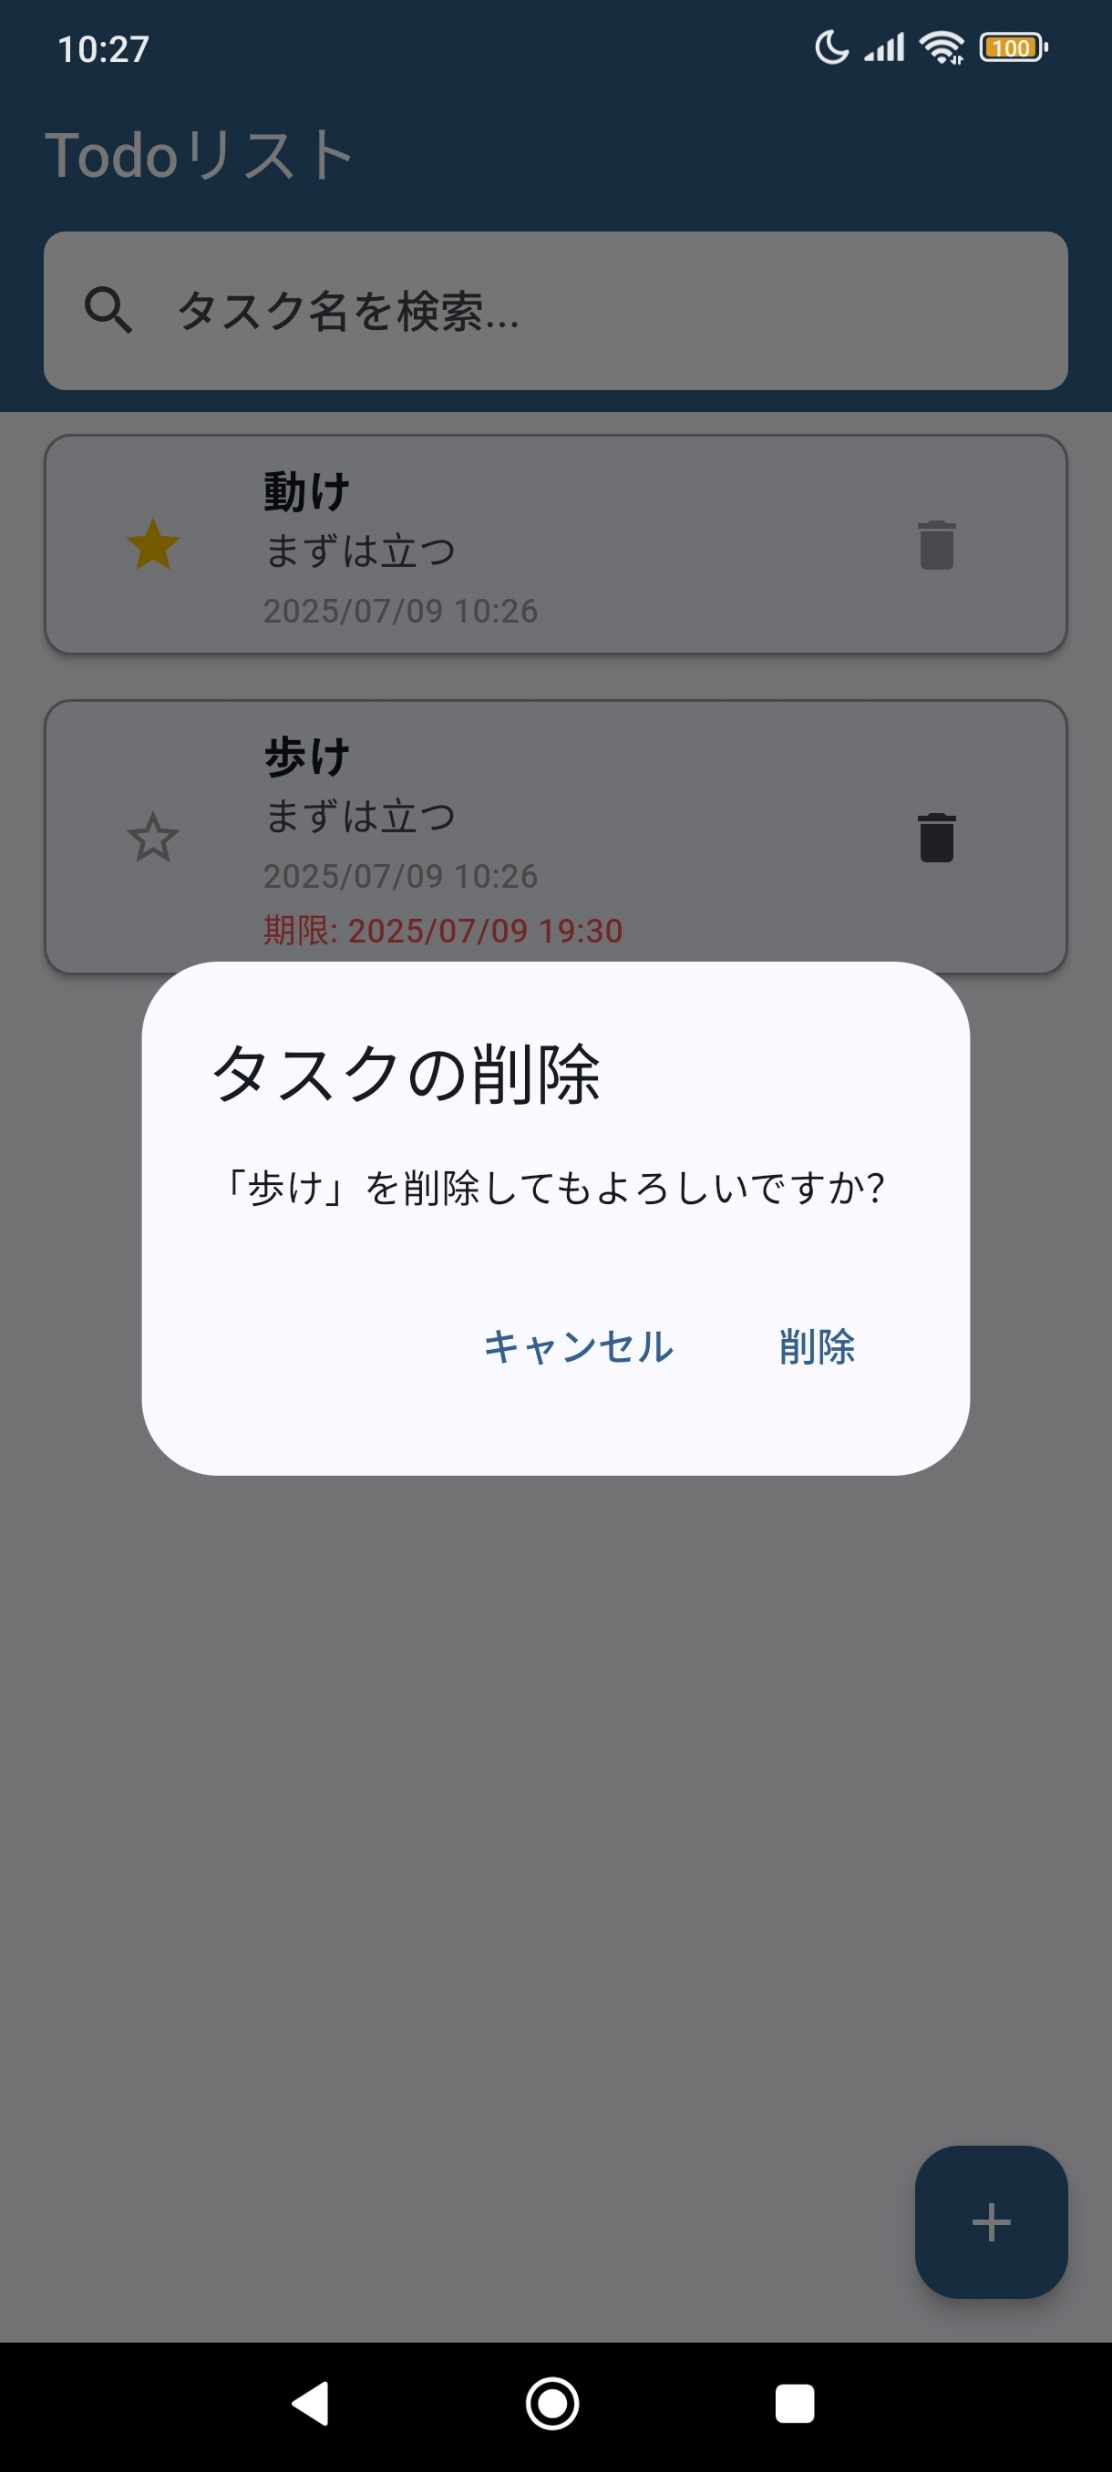 10:27
100
Todoリスト
タスク名を検索...
動け
まずは立つ
2025/07/09 10:26
歩け
まずは立つ
2025/07/09 10:26
期限: 2025/07/09 19:30
タスクの削除
「歩け」を削除してもよろしいですか?
キャンセル 削除